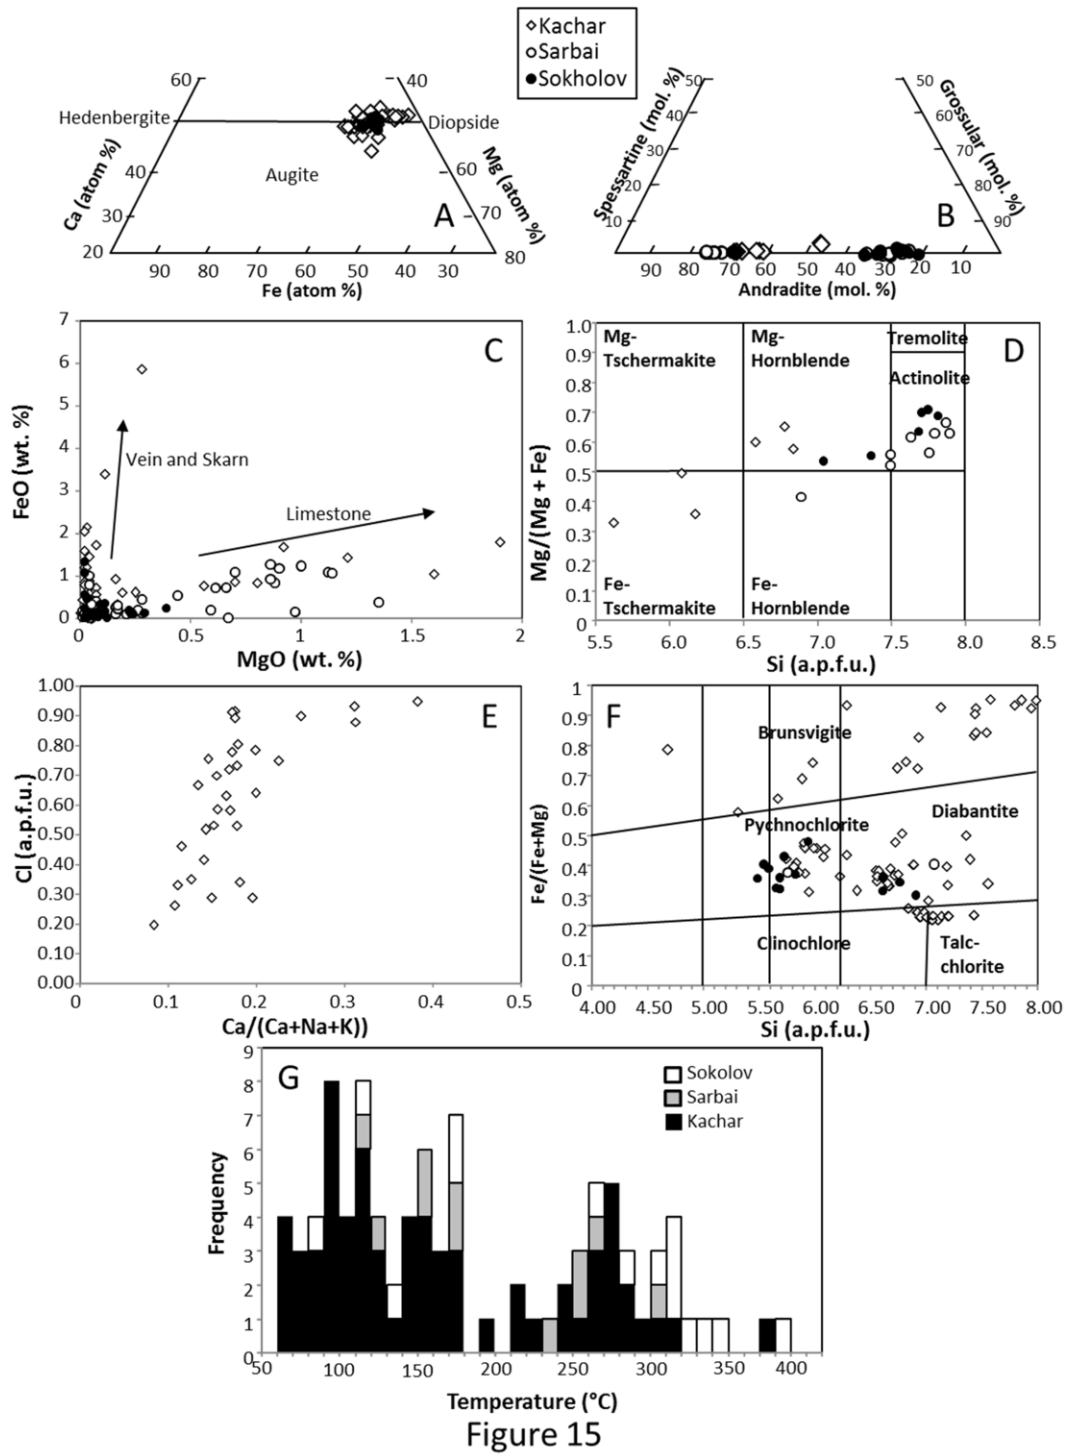 Kachar
Sarbai
Sokholov
60
40
50
50
Hedenbergite
Diopside
40
60
Augite
30
70
20
80
Ca (atom %)
Mg (atom %)
A
90 80 70 60 50 40 30
Fe (atom %)
Spessartine (mol. %)
Grossular (mol. %)
40
60
30
70
20
80
10
90
B
90 80 70 60 50 40 30 20 10
Andradite (mol. %)
7
6
5
4
3
2
1
0
FeO (wt. %)
C
Vein and Skarn
Limestone
0 0.5 1 1.5 2
MgO (wt. %)
1.0
0.9
0.8
0.7
0.6
0.5
0.4
0.3
0.2
0.1
0
Mg/(Mg + Fe)
Mg-
Tschermakite
Mg-
Hornblende
Tremolite
Actinolite
D
Fe-
Tschermakite
Fe-
Hornblende
5.5 6.0 6.5 7.0 7.5 8.0 8.5
Si (a.p.f.u.)
1.00
0.90
0.80
0.70
0.60
0.50
0.40
0.30
0.20
0.10
0.00
Cl (a.p.f.u.)
E
0 0.1 0.2 0.3 0.4 0.5
Ca/(Ca+Na+K))
1
0.9
0.8
0.7
0.6
0.5
0.4
0.3
0.2
0.1
0
Fe/(Fe+Mg)
F
Brunsvigite
Pychnochlorite
Diabantite
Clinochlore
Talc-
chlorite
4.00 4.50 5.00 5.50 6.00 6.50 7.00 7.50 8.00
Si (a.p.f.u.)
9
8
7
6
5
4
3
2
1
0
Frequency
G
Sokolov
Sarbai
Kachar
50 100 150 200 250 300 350 400
Temperature (°C)
Figure 15